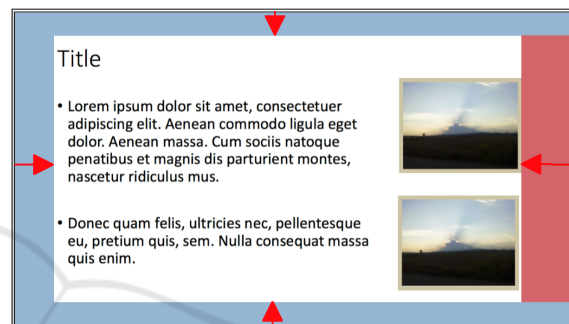 Title
• Lorem ipsum dolor sit amet, consectetuer
adipiscing elit. Aenean commodo ligula eget
dolor. Aenean massa. Cum sociis natoque
penatibus et magnis dis parturient montes,
nascetur ridiculus mus.
• Donec quam felis, ultricies nec, pellentesque
eu, pretium quis, sem. Nulla consequat massa
quis enim.